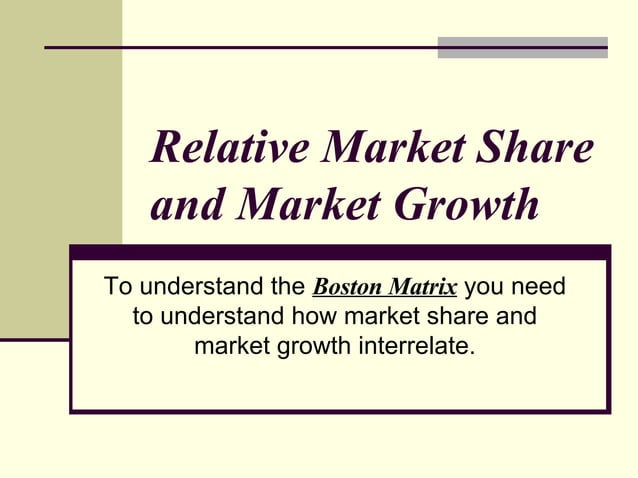 Relative Market Share
and Market Growth
To understand the Boston Matrix you need
to understand how market share and
market growth interrelate.